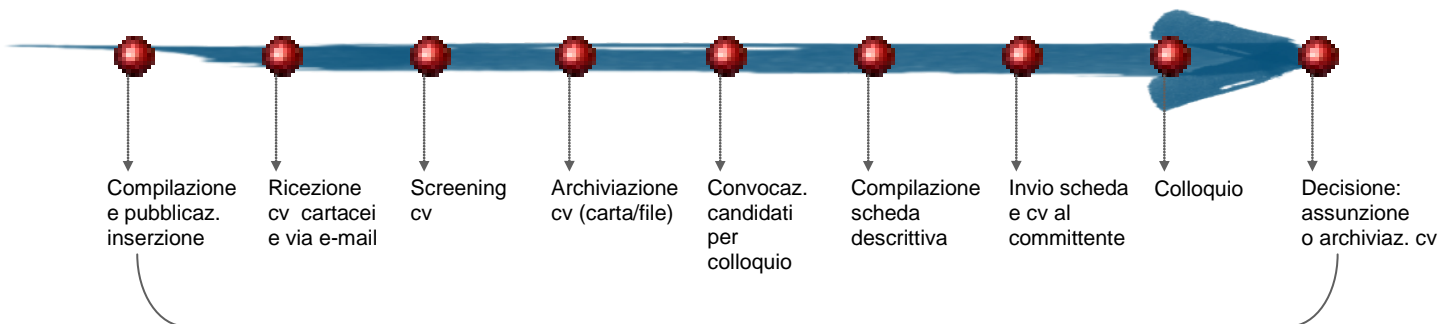 Compilazione
e pubblicaz.
inserzione
Ricezione
cv cartacei
e via e-mail
Screening
cv
Archiviazione
cv (carta/file)
Convocaz.
candidati
per
colloquio
Compilazione
scheda
descrittiva
Invio scheda
e cv al
committente
Colloquio
Decisione:
assunzione
o archiviaz. cv